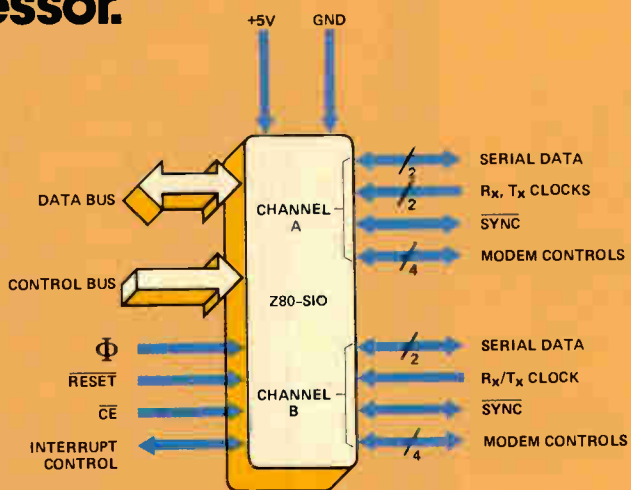 essor.
+5V GND
DATA BUS
CONTROL BUS
Φ
RESET
CE
INTERRUPT
CONTROL
CHANNEL
A
Z80-SIO
CHANNEL
B
2 SERIAL DATA
2 Rx, Tx CLOCKS
SYNC
4 MODEM CONTROLS
2 SERIAL DATA
Rx/Tx CLOCK
SYNC
4 MODEM CONTROLS